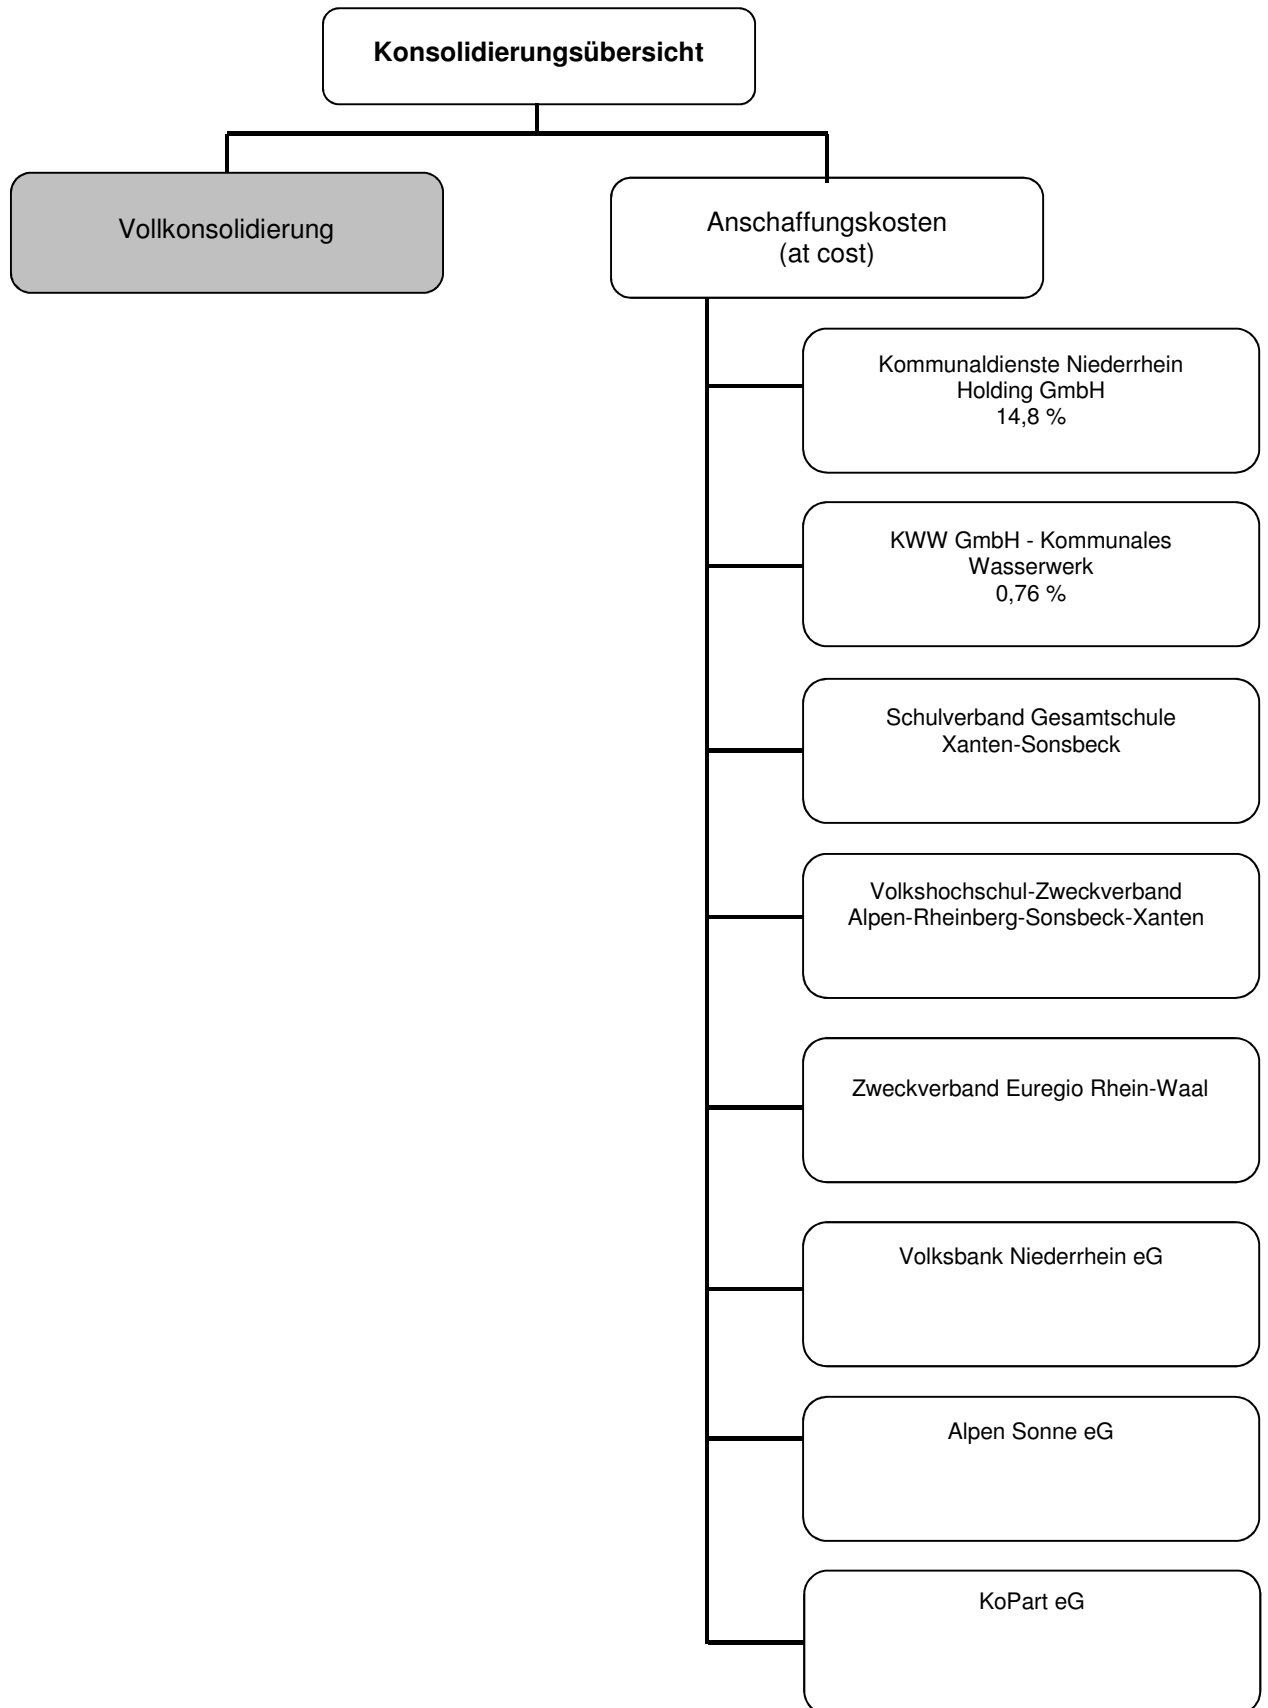 Konsolidierungsübersicht
Vollkonsolidierung
Anschaffungskosten
(at cost)
Kommunaldienste Niederrhein
Holding GmbH
14,8 %
KWW GmbH - Kommunales
Wasserwerk
0,76 %
Schulverband Gesamtschule
Xanten-Sonsbeck
Volkshochschul-Zweckverband
Alpen-Rheinberg-Sonsbeck-Xanten
Zweckverband Euregio Rhein-Waal
Volksbank Niederrhein eG
Alpen Sonne eG
KoPart eG